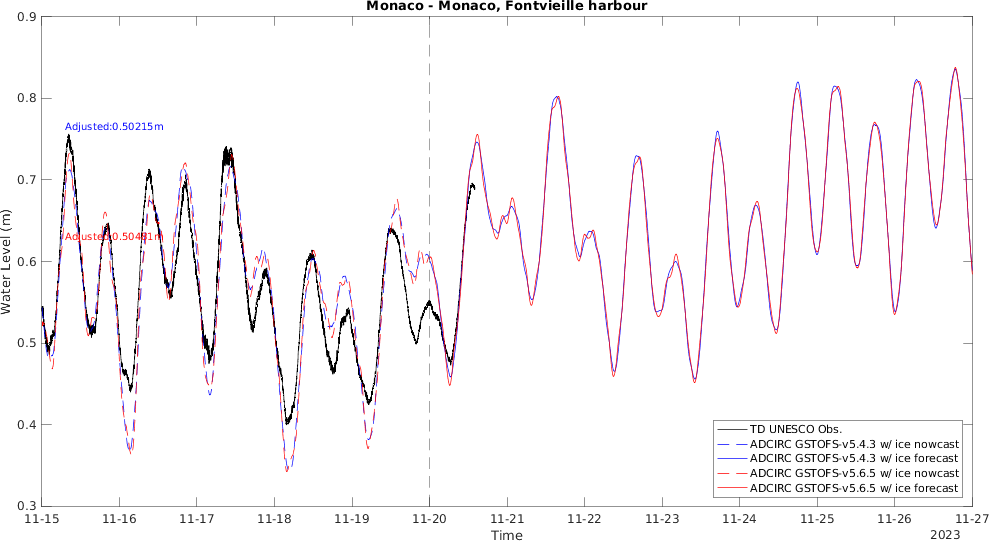 Monaco - Monaco, Fontvieille harbour
0.9
0.8
0.7
0.6
0.5
0.4
0.3
Water Level (m)
Adjusted:0.50215m
Adjusted:0.50481m
TD UNESCO Obs.
ADCIRC GSTOFS-v5.4.3 w/ ice nowcast
ADCIRC GSTOFS-v5.4.3 w/ ice forecast
ADCIRC GSTOFS-v5.6.5 w/ ice nowcast
ADCIRC GSTOFS-v5.6.5 w/ ice forecast
11-15 11-16 11-17 11-18 11-19 11-20 11-21 11-22 11-23 11-24 11-25 11-26 11-27
Time
2023